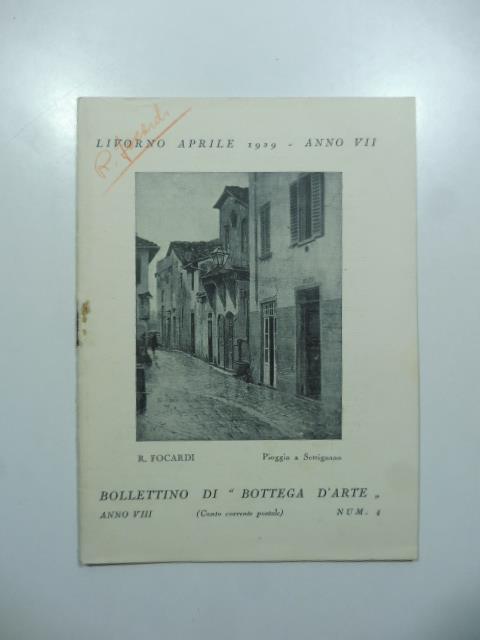 R. Focardi
LIVORNO APRILE 1929 - ANNO VII
R. FOCARDI Pioggia a Settignano
BOLLETTINO DI " BOTTEGA D'ARTE „
ANNO VIII (Conto corrente postale) NUM. 4